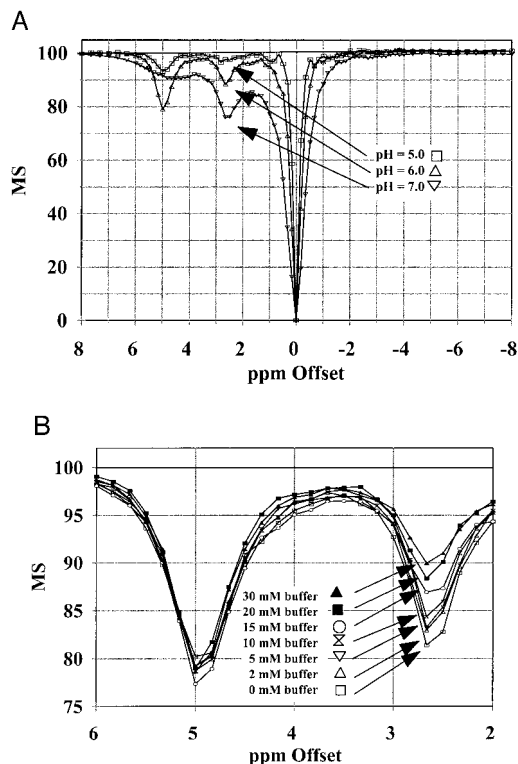 A
100
80
60
40
20
0
MS
pH = 5.0
pH = 6.0
pH = 7.0
8 6 4 2 0 -2 -4 -6 -8
ppm Offset
B
100
95
90
85
80
75
MS
30 mM buffer
20 mM buffer
15 mM buffer
10 mM buffer
5 mM buffer
2 mM buffer
0 mM buffer
6 5 4 3 2
ppm Offset